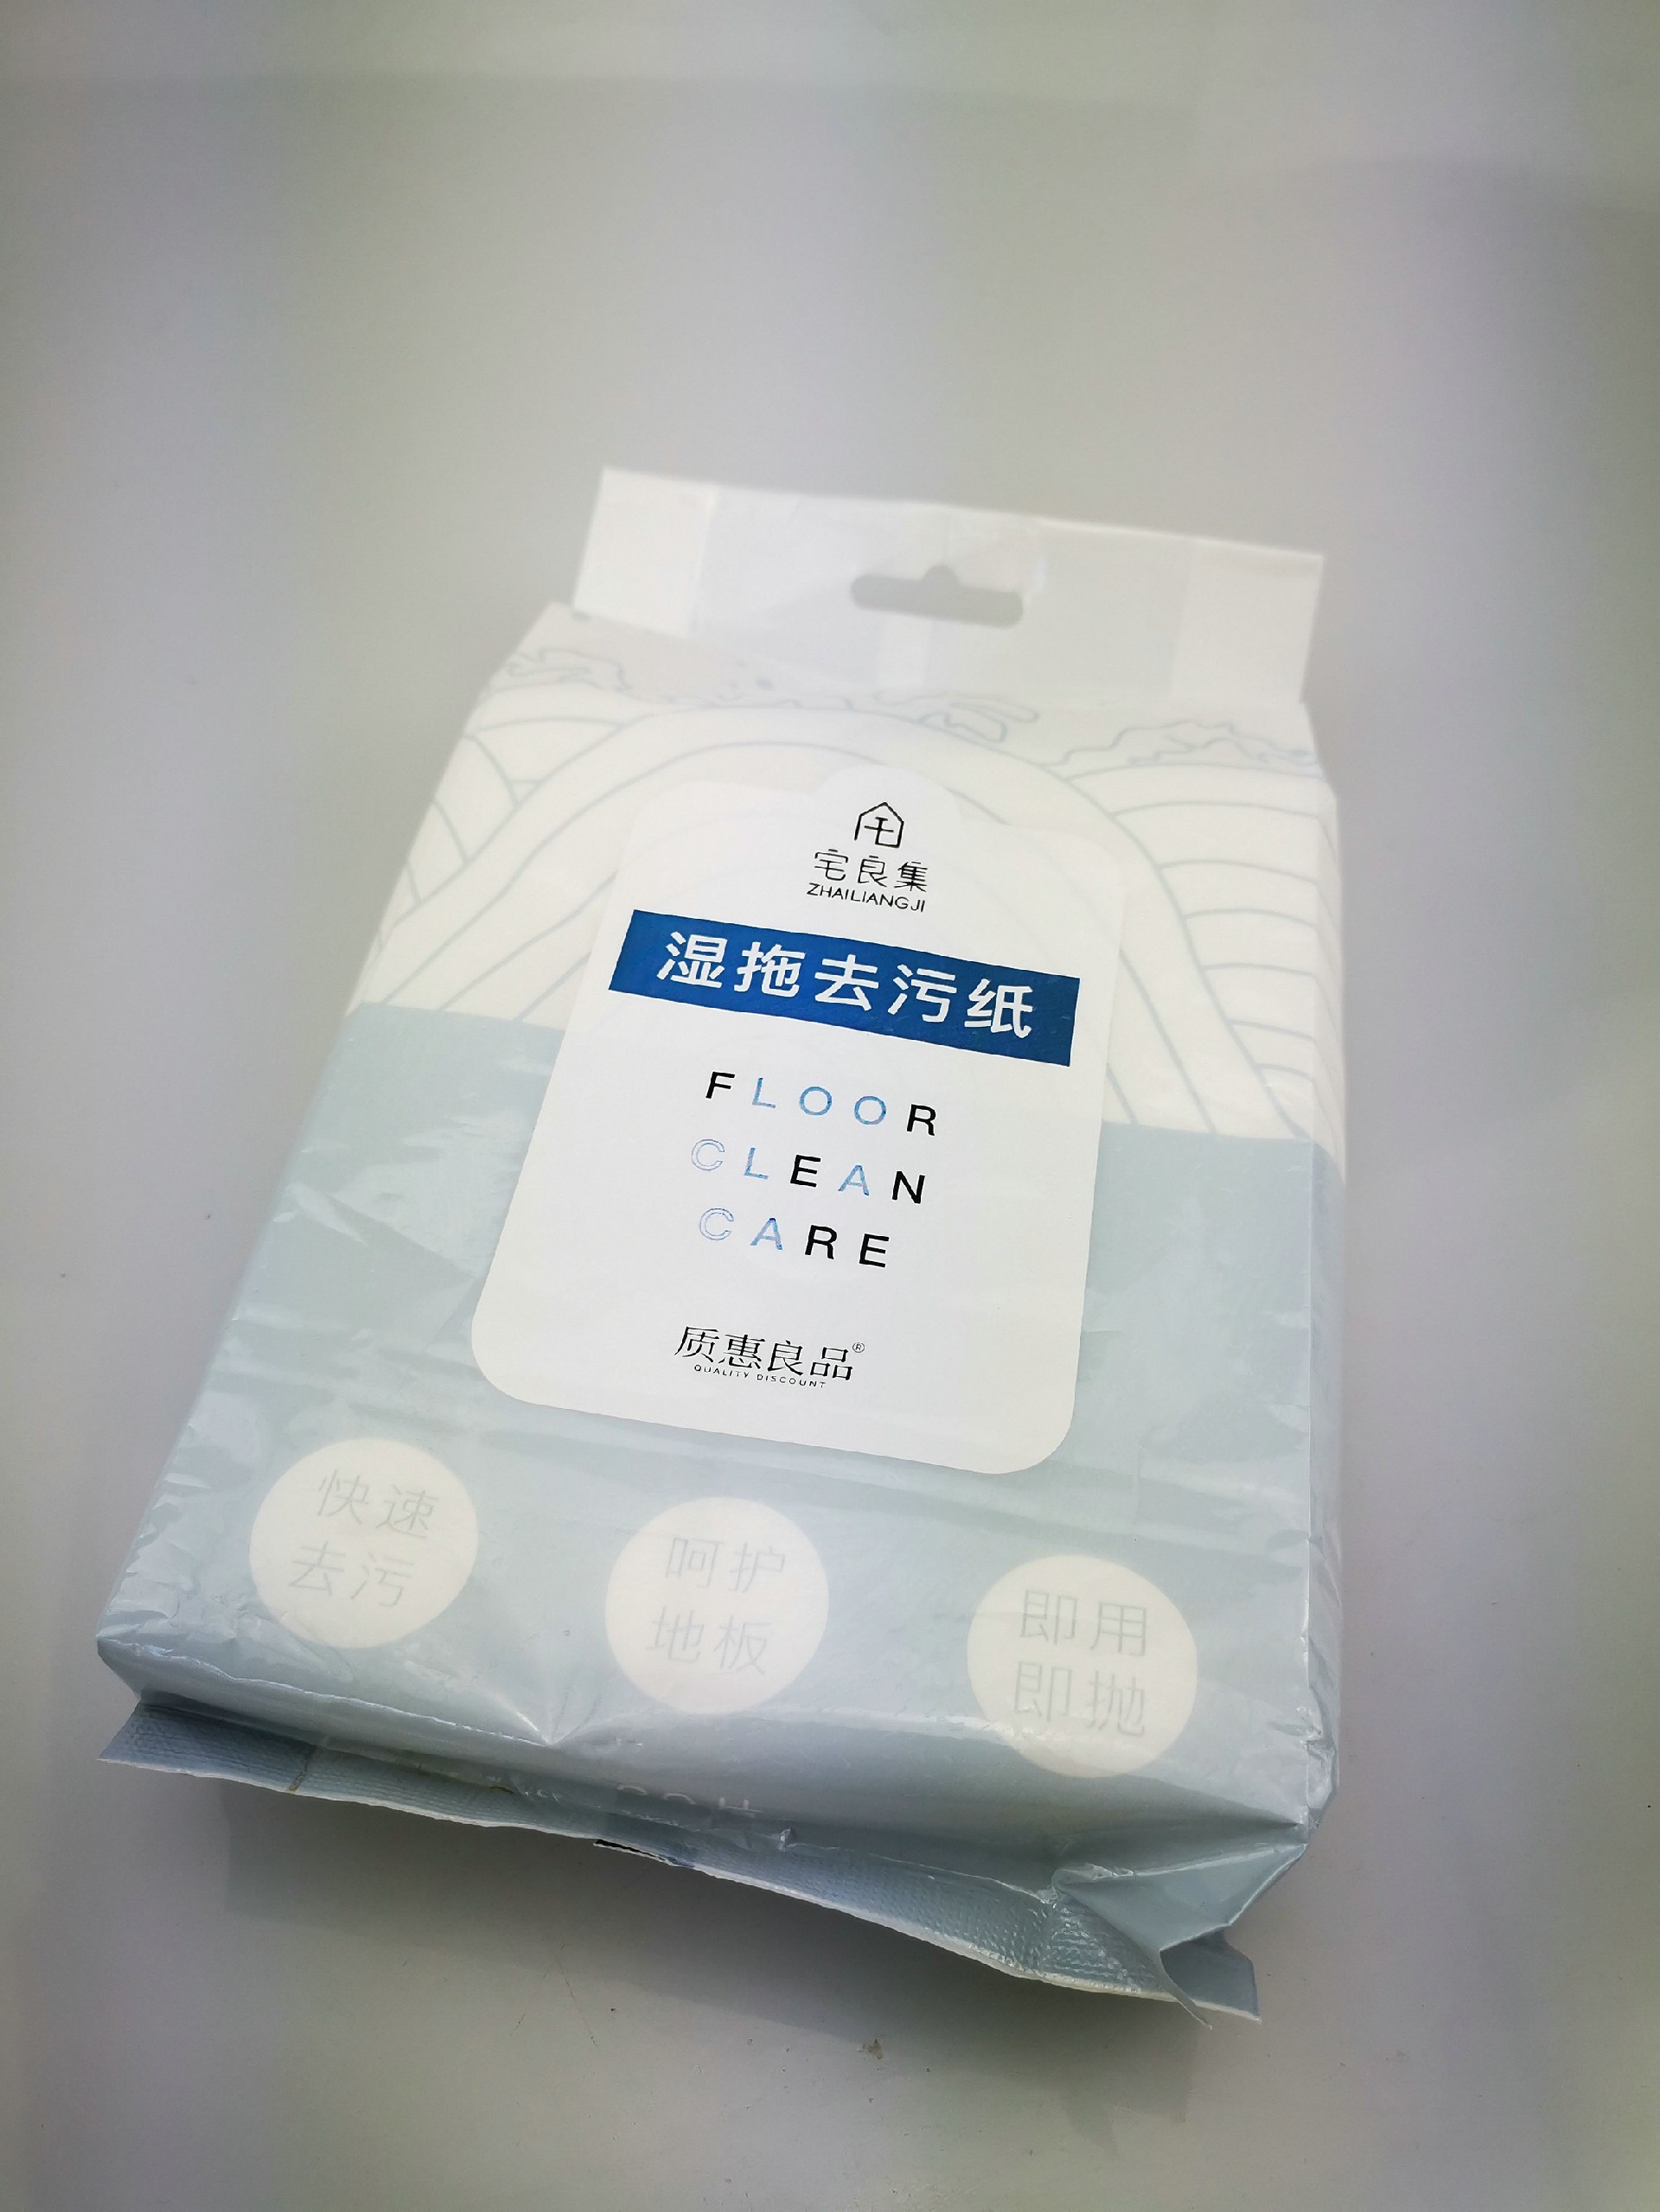 宅良集
ZHAILIANGJI
湿拖去污纸
FLOOR
CLEAN
CARE
质惠良品®
QUALITY DISCOUNT
快速
去污
呵护
地板
即用
即抛